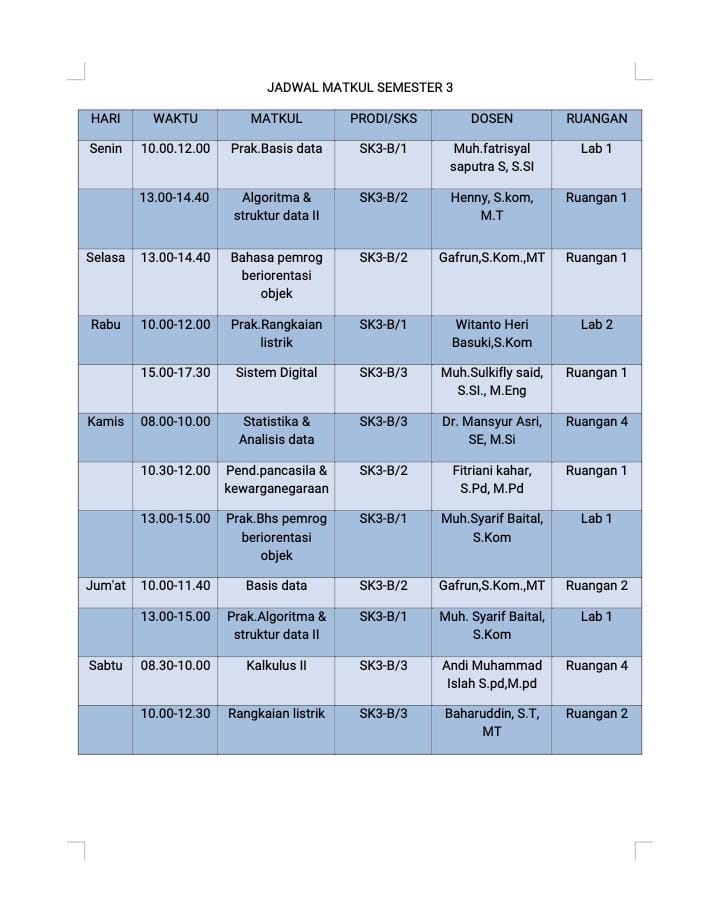 JADWAL MATKUL SEMESTER 3
HARI WAKTU MATKUL PRODI/SKS DOSEN RUANGAN
Senin 10.00.12.00 Prak.Basis data SK3-B/1 Muh.fatrisyal Lab 1
saputra S, S.SI
13.00-14.40 Algoritma & SK3-B/2 Henny, S.kom, Ruangan 1
struktur data II M.T
Selasa 13.00-14.40 Bahasa pemrog SK3-B/2 Gafrun,S.Kom.,MT Ruangan 1
beriorentasi
objek
Rabu 10.00-12.00 Prak.Rangkaian SK3-B/1 Witanto Heri Lab 2
listrik Basuki,S.Kom
15.00-17.30 Sistem Digital SK3-B/3 Muh.Sulkifly said, Ruangan 1
S.SI., M.Eng
Kamis 08.00-10.00 Statistika & SK3-B/3 Dr. Mansyur Asri, Ruangan 4
Analisis data SE, M.Si
10.30-12.00 Pend.pancasila & SK3-B/2 Fitriani kahar, Ruangan 1
kewarganegaraan S.Pd, M.Pd
13.00-15.00 Prak.Bhs pemrog SK3-B/1 Muh.Syarif Baital, Lab 1
beriorentasi S.Kom
objek
Jum'at 10.00-11.40 Basis data SK3-B/2 Gafrun,S.Kom.,MT Ruangan 2
13.00-15.00 Prak.Algoritma & SK3-B/1 Muh. Syarif Baital, Lab 1
struktur data II S.Kom
Sabtu 08.30-10.00 Kalkulus II SK3-B/3 Andi Muhammad Ruangan 4
Islah S.pd,M.pd
10.00-12.30 Rangkaian listrik SK3-B/3 Baharuddin, S.T, Ruangan 2
MT